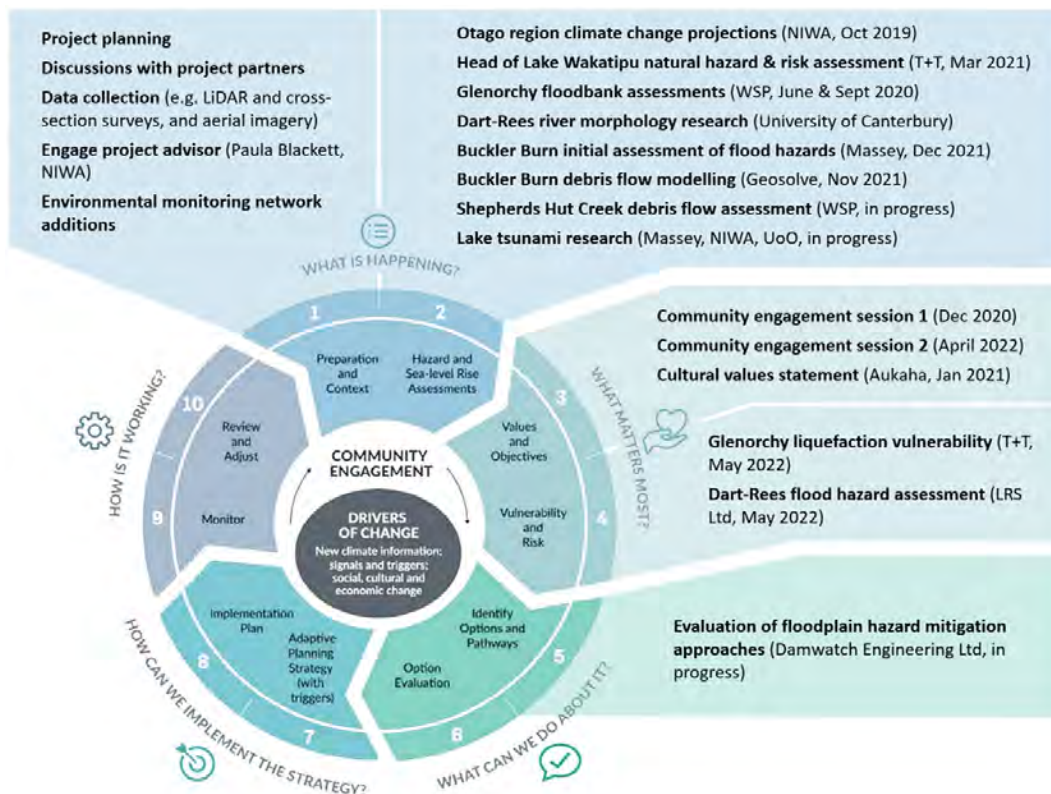 Project planning
Discussions with project partners
Data collection (e.g. LiDAR and cross-
section surveys, and aerial imagery)
Engage project advisor (Paula Blackett,
NIWA)
Environmental monitoring network
additions
Otago region climate change projections (NIWA, Oct 2019)
Head of Lake Wakatipu natural hazard & risk assessment (T+T, Mar 2021)
Glenorchy floodbank assessments (WSP, June & Sept 2020)
Dart-Rees river morphology research (University of Canterbury)
Buckler Burn initial assessment of flood hazards (Massey, Dec 2021)
Buckler Burn debris flow modelling (Geosolve, Nov 2021)
Shepherds Hut Creek debris flow assessment (WSP, in progress)
Lake tsunami research (Massey, NIWA, UoO, in progress)
Community engagement session 1 (Dec 2020)
Community engagement session 2 (April 2022)
Cultural values statement (Aukaha, Jan 2021)
Glenorchy liquefaction vulnerability (T+T,
May 2022)
Dart-Rees flood hazard assessment (LRS
Ltd, May 2022)
Evaluation of floodplain hazard mitigation
approaches (Damwatch Engineering Ltd, in
progress)
WHAT IS HAPPENING?
1
Preparation
and
Context
2
Hazard and
Sea-level Rise
Assessments
WHAT MATTERS MOST?
3
Values and
Objectives
4
Vulnerability
and
Risk
WHAT CAN WE DO ABOUT IT?
5
Identify
Options and
Pathways
6
Option
Evaluation
HOW CAN WE IMPLEMENT THE STRATEGY?
7
Adaptive
Planning
Strategy
(with
triggers)
8
Implementation
Plan
HOW IS IT WORKING?
9
Monitor
10
Review
and
Adjust
COMMUNITY
ENGAGEMENT
DRIVERS
OF CHANGE
New climate information;
signals and triggers;
social, cultural and
economic change